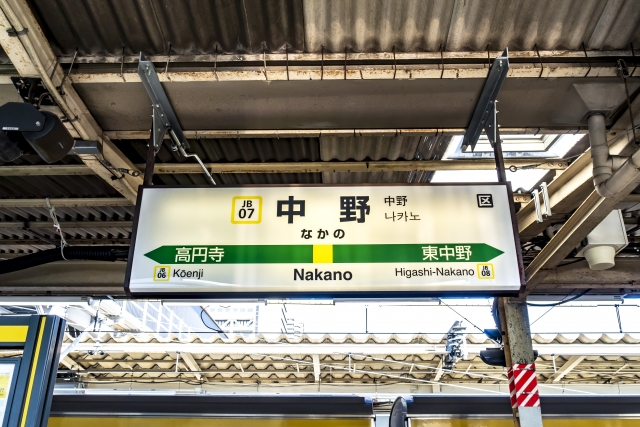 JB
07
中野
中野
나카노
区
なかの
高円寺
東中野
JB
06
Kōenji
Nakano
Higashi-Nakano
JB
08